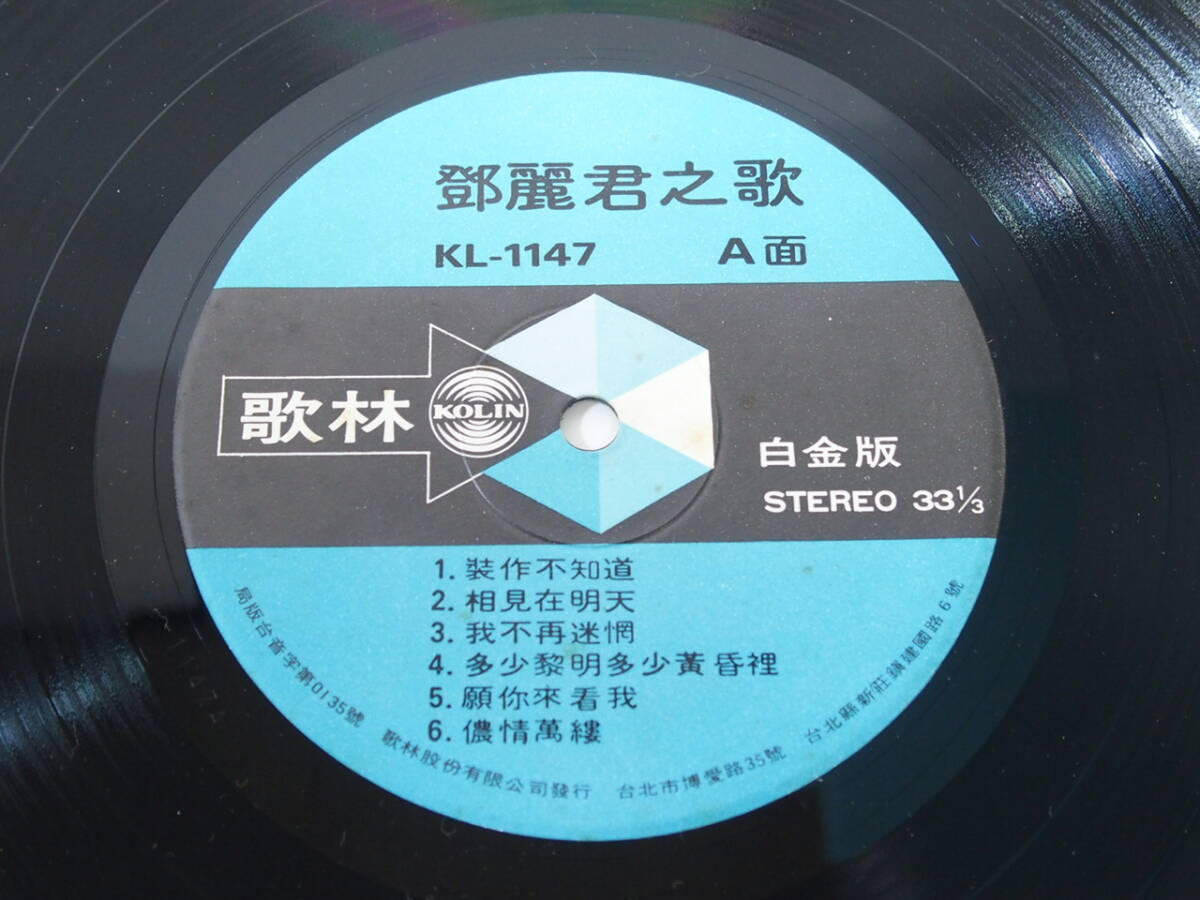 鄧麗君之歌
KL-1147 A面
歌林 KOLIN
白金版
STEREO 33⅓
1. 裝作不知道
2. 相見在明天
3. 我不再迷惘
4. 多少黎明多少黃昏裡
5. 願你來看我
6. 儂情萬縷
局版台音字第0135號 歌林股份有限公司發行 台北市博愛路35號 台北縣新莊鎮建國路6號